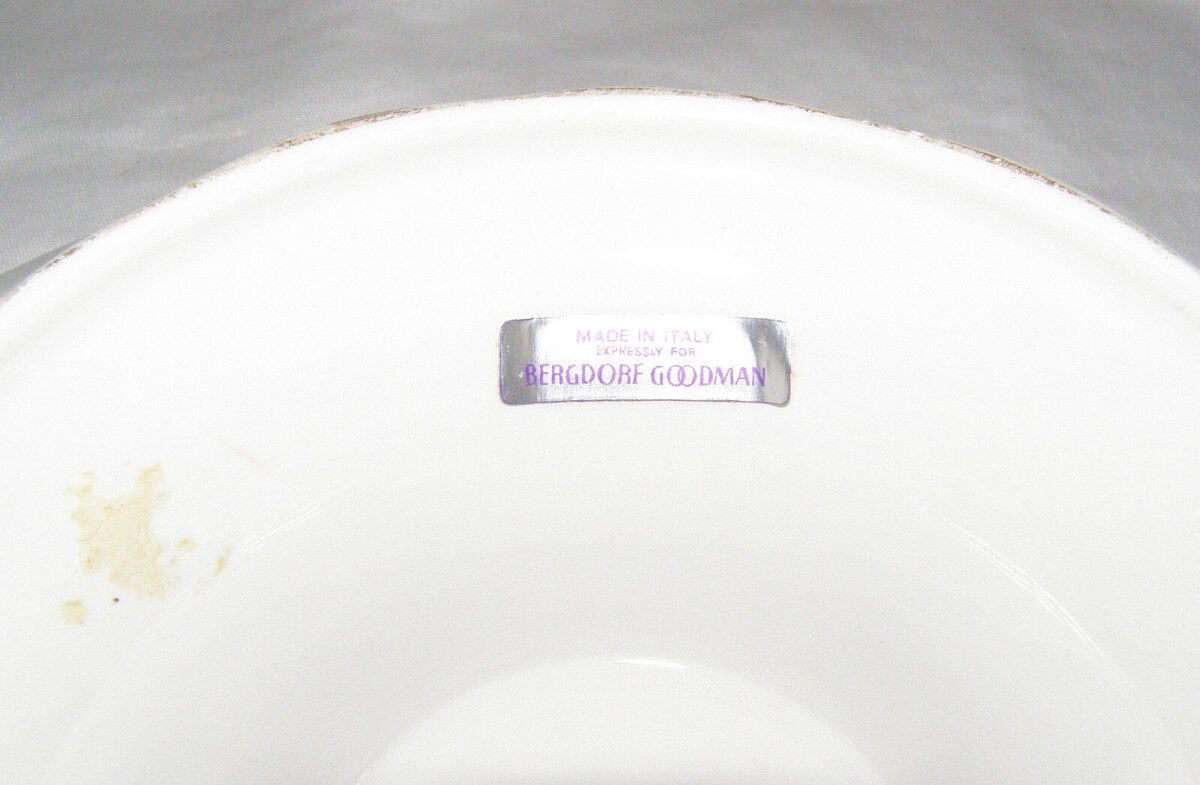 MADE IN ITALY
EXPRESSLY FOR
BERGDORF GOODMAN